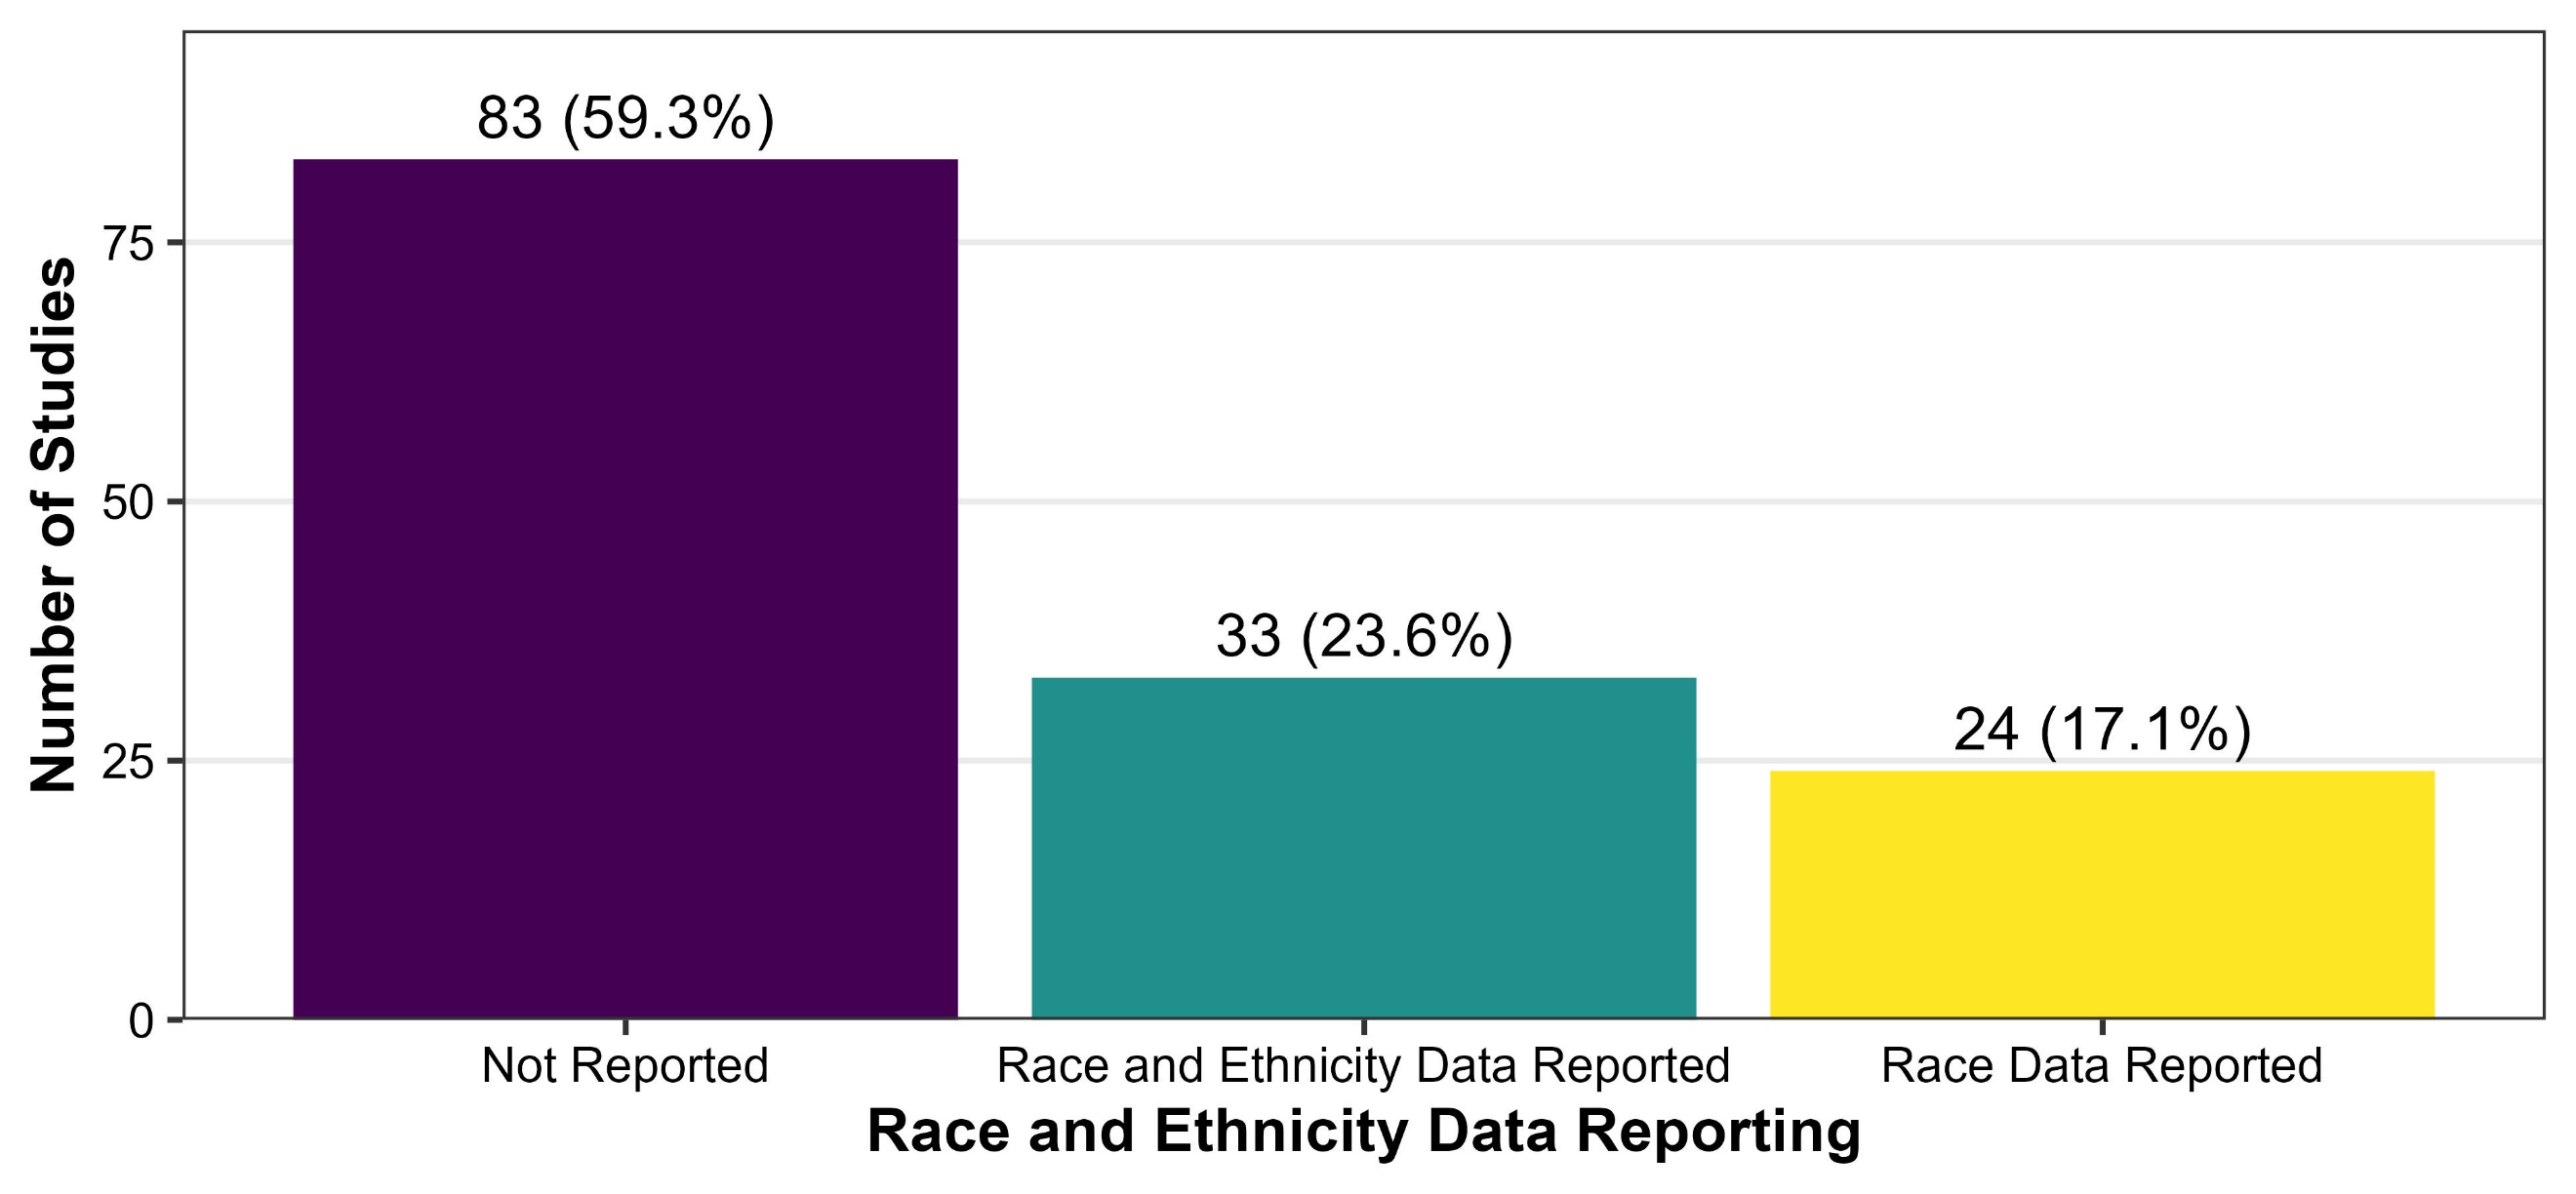 83 (59.3%)
33 (23.6%)
24 (17.1%)
75
50
25
0
Number of Studies
Not Reported
Race and Ethnicity Data Reported
Race Data Reported
Race and Ethnicity Data Reporting